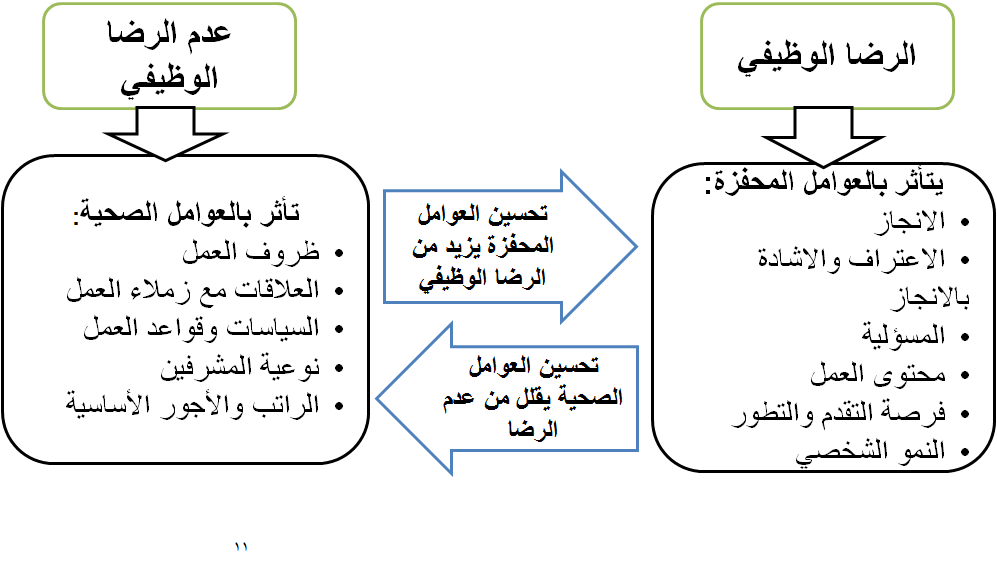 الرضا الوظيفي
يتأثر بالعوامل المحفزة:
• الانجاز
• الاعتراف والاشادة
بالانجاز
• المسؤلية
• محتوى العمل
• فرصة التقدم والتطور
• النمو الشخصي
تحسين العوامل
المحفزة يزيد من
الرضا الوظيفي
تحسين العوامل
الصحية يقلل من عدم
الرضا
عدم الرضا
الوظيفي
تأثر بالعوامل الصحية:
• ظروف العمل
• العلاقات مع زملاء العمل
• السياسات وقواعد العمل
• نوعية المشرفين
• الراتب والأجور الأساسية
١١